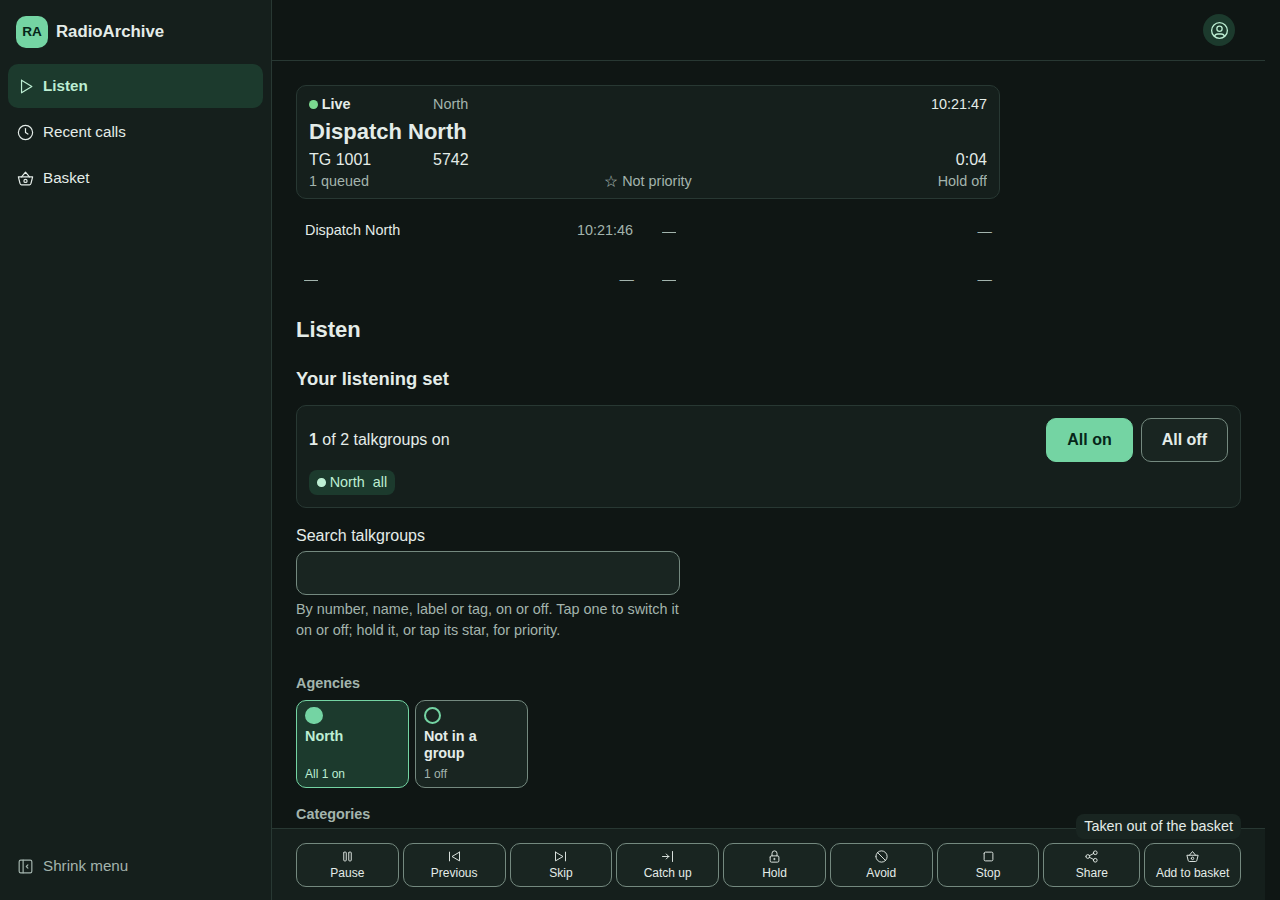 RA RadioArchive
Listen
Recent calls
Basket
Shrink menu
Live North 10:21:47
Dispatch North
TG 1001 5742 0:04
1 queued ☆ Not priority Hold off
Dispatch North 10:21:46 — —
— — — —
Listen
Your listening set
1 of 2 talkgroups on All on All off
North all
Search talkgroups
By number, name, label or tag, on or off. Tap one to switch it
on or off; hold it, or tap its star, for priority.
Agencies
North
All 1 on
Not in a
group
1 off
Categories
Taken out of the basket
Pause Previous Skip Catch up Hold Avoid Stop Share Add to basket